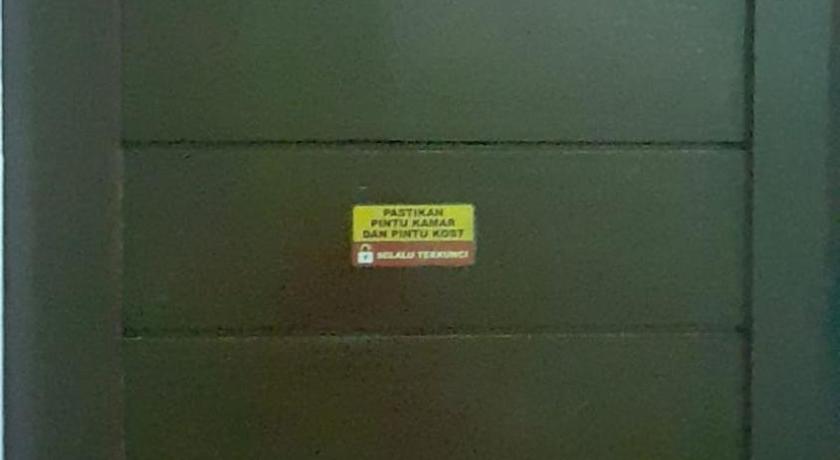 PASTIKAN
PINTU KAMAR
DAN PINTU KOST
SELALU TERKUNCI